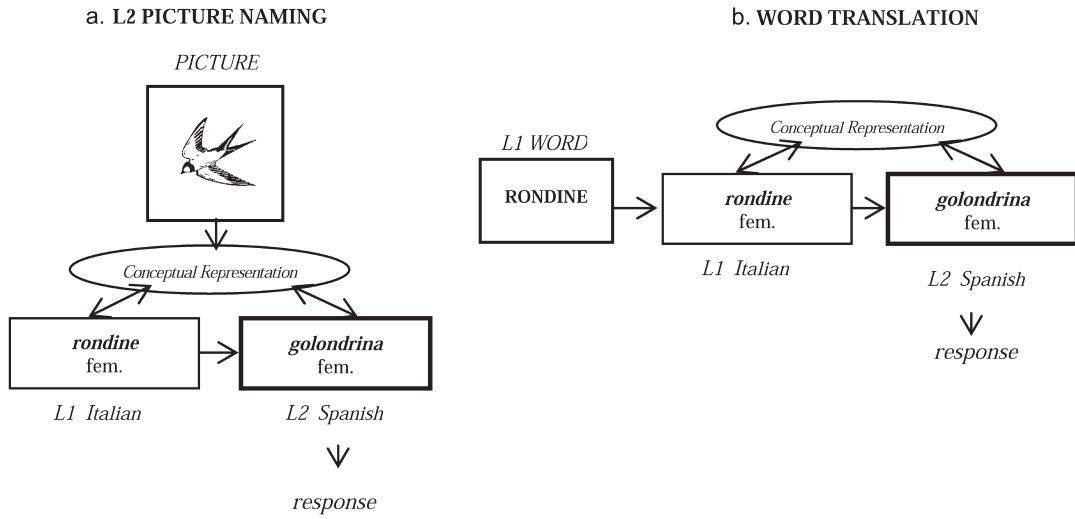 a. L2 PICTURE NAMING
PICTURE
Conceptual Representation
rondine
fem.
golondrina
fem.
L1 Italian
L2 Spanish
response
b. WORD TRANSLATION
Conceptual Representation
L1 WORD
RONDINE
rondine
fem.
golondrina
fem.
L1 Italian
L2 Spanish
response